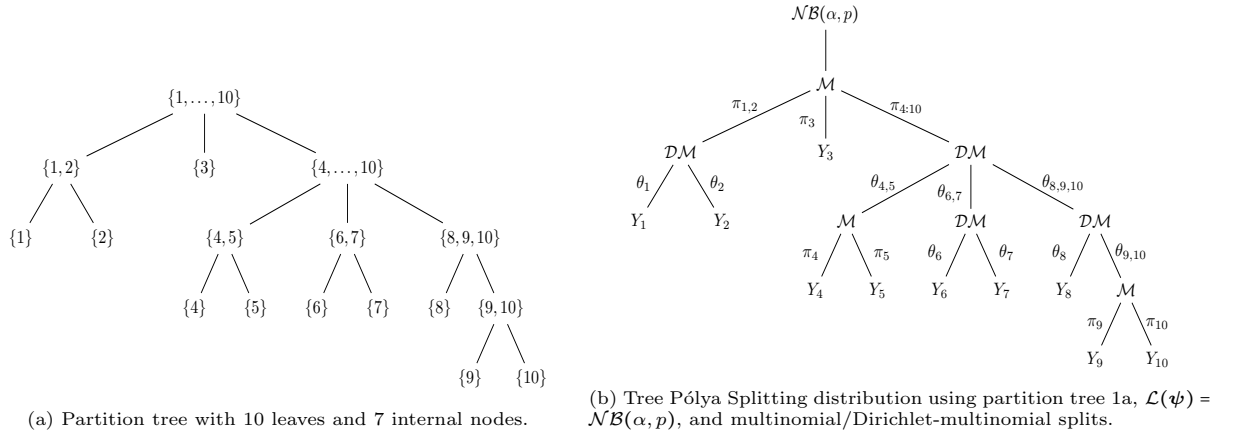 {1,…,10}
{1, 2} {3} {4,…,10}
{1} {2} {4, 5} {6, 7} {8, 9, 10}
{4} {5} {6} {7} {8} {9, 10}
{9} {10}
(a) Partition tree with 10 leaves and 7 internal nodes.
𝒩ℬ(α, p)
ℳ
π₁,₂ π₃ π₄:₁₀
𝒟ℳ Y₃ 𝒟ℳ
θ₁ θ₂ θ₄,₅ θ₆,₇ θ₈,₉,₁₀
Y₁ Y₂ ℳ 𝒟ℳ 𝒟ℳ
π₄ π₅ θ₆ θ₇ θ₈ θ₉,₁₀
Y₄ Y₅ Y₆ Y₇ Y₈ ℳ
π₉ π₁₀
Y₉ Y₁₀
(b) Tree Pólya Splitting distribution using partition tree 1a, ℒ(ψ) =
𝒩ℬ(α, p), and multinomial/Dirichlet-multinomial splits.